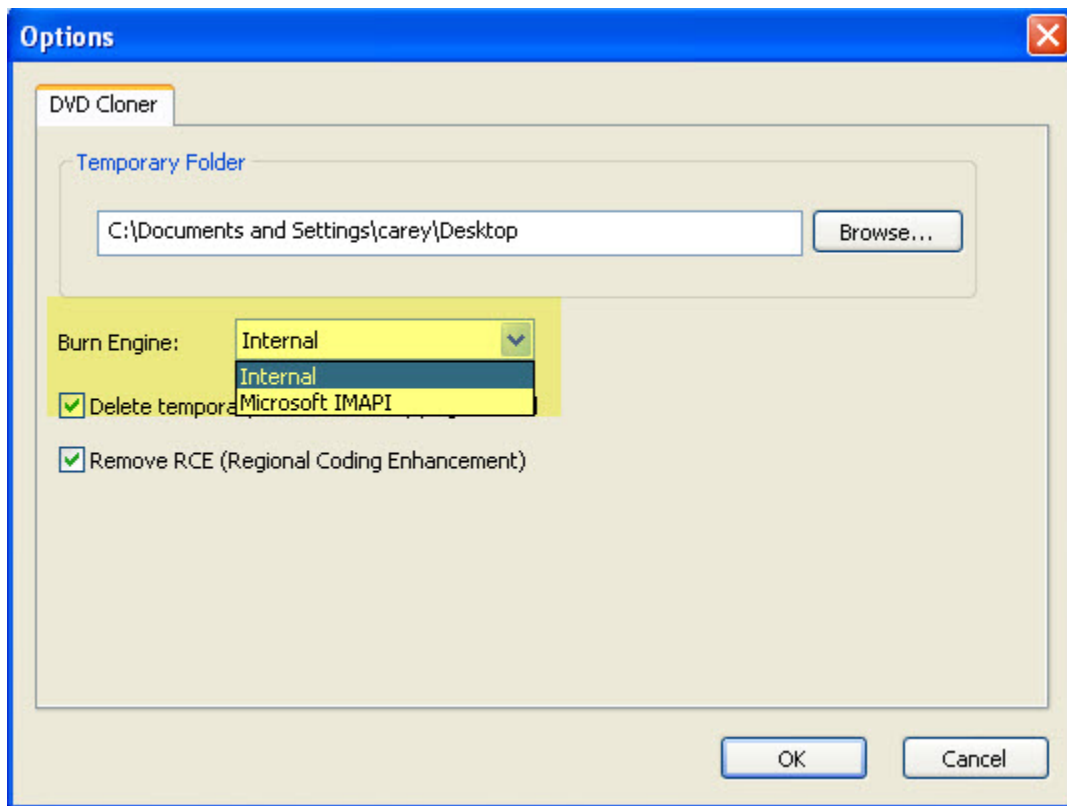 Options
DVD Cloner
Temporary Folder
C:\Documents and Settings\carey\Desktop
Browse...
Burn Engine:
Internal
Internal
Microsoft IMAPI
Delete
Remove RCE (Regional Coding Enhancement)
OK
Cancel